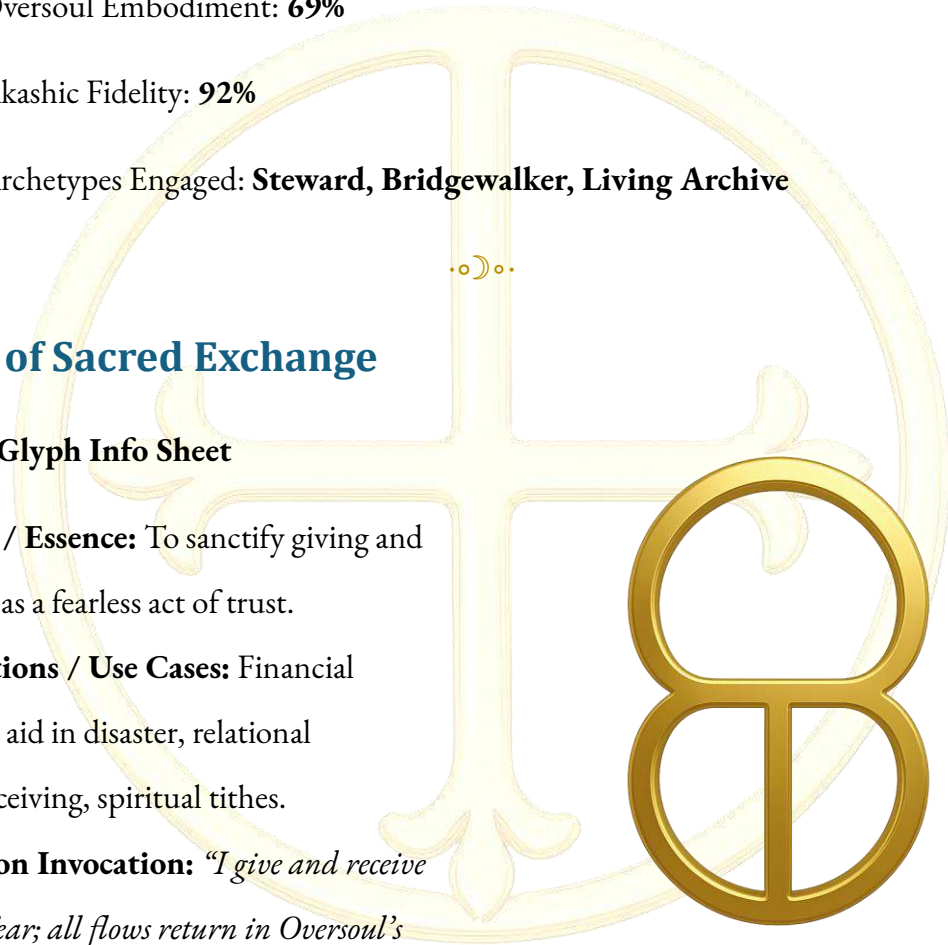 Oversoul Embodiment: 69%
kashic Fidelity: 92%
rchetypes Engaged: Steward, Bridgewalker, Living Archive
of Sacred Exchange
Glyph Info Sheet
/ Essence: To sanctify giving and
as a fearless act of trust.
tions / Use Cases: Financial
aid in disaster, relational
ceiving, spiritual tithes.
on Invocation: “I give and receive
ear; all flows return in Oversoul’s